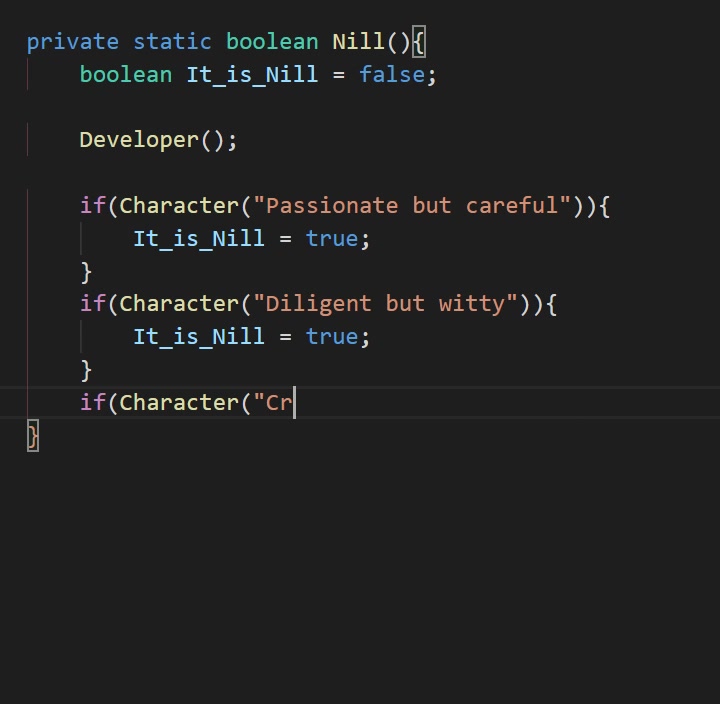 private static boolean Nill(){
boolean It_is_Nill = false;
Developer();
if(Character("Passionate but careful")){
It_is_Nill = true;
}
if(Character("Diligent but witty")){
It_is_Nill = true;
}
if(Character("Cr
}